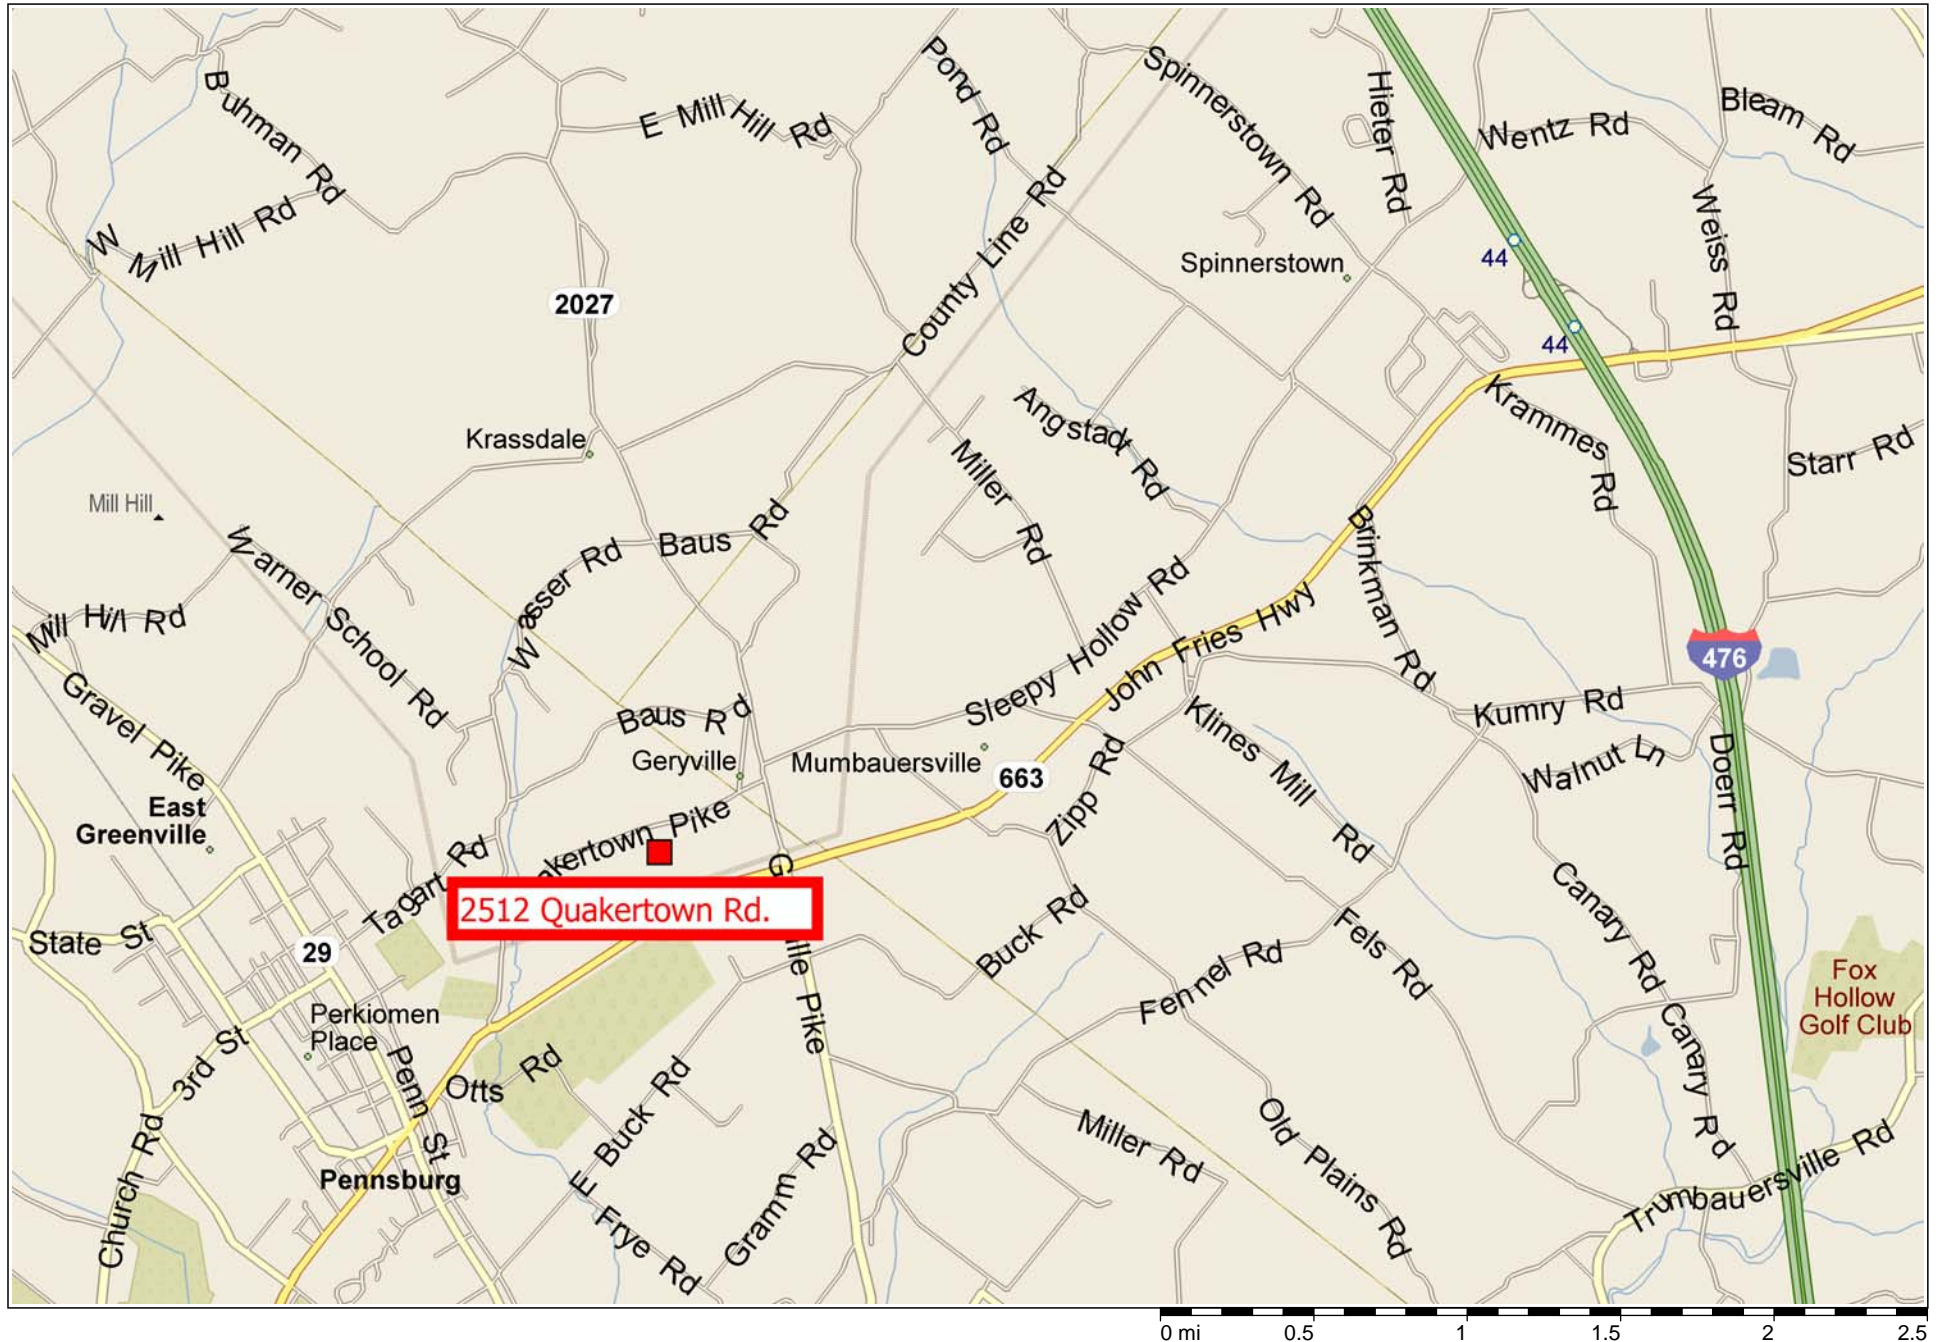 Buhman Rd
E Mill Hill Rd
Pond Rd
Spinnerstown Rd
Hieter Rd
Wentz Rd
Bleam Rd
W Mill Hill Rd
County Line Rd
Weiss Rd
Spinnerstown
44
2027
44
Krassdale
Angstadt Rd
Krammes Rd
Miller Rd
Starr Rd
Mill Hill
Warner School Rd
Wasser Rd
Baus Rd
Brinkman Rd
Mill Hill Rd
Sleepy Hollow Rd
John Fries Hwy
476
Gravel Pike
Baus Rd
Klines Mill Rd
Kumry Rd
Geryville
Mumbauersville
663
Zipp Rd
Walnut Ln
Doerr Rd
East
Greenville
Tagart Rd
akertown Pike
G
2512 Quakertown Rd.
ille Pike
State St
29
Buck Rd
Fennel Rd
Fels Rd
Canary Rd
Fox
Hollow
Golf Club
Perkiomen
Place
3rd St
Penn St
Otts Rd
Canary Rd
E Buck Rd
Miller Rd
Old Plains Rd
Church Rd
Pennsburg
Frye Rd
Gramm Rd
Trumbauersville Rd
0 mi
0.5
1
1.5
2
2.5